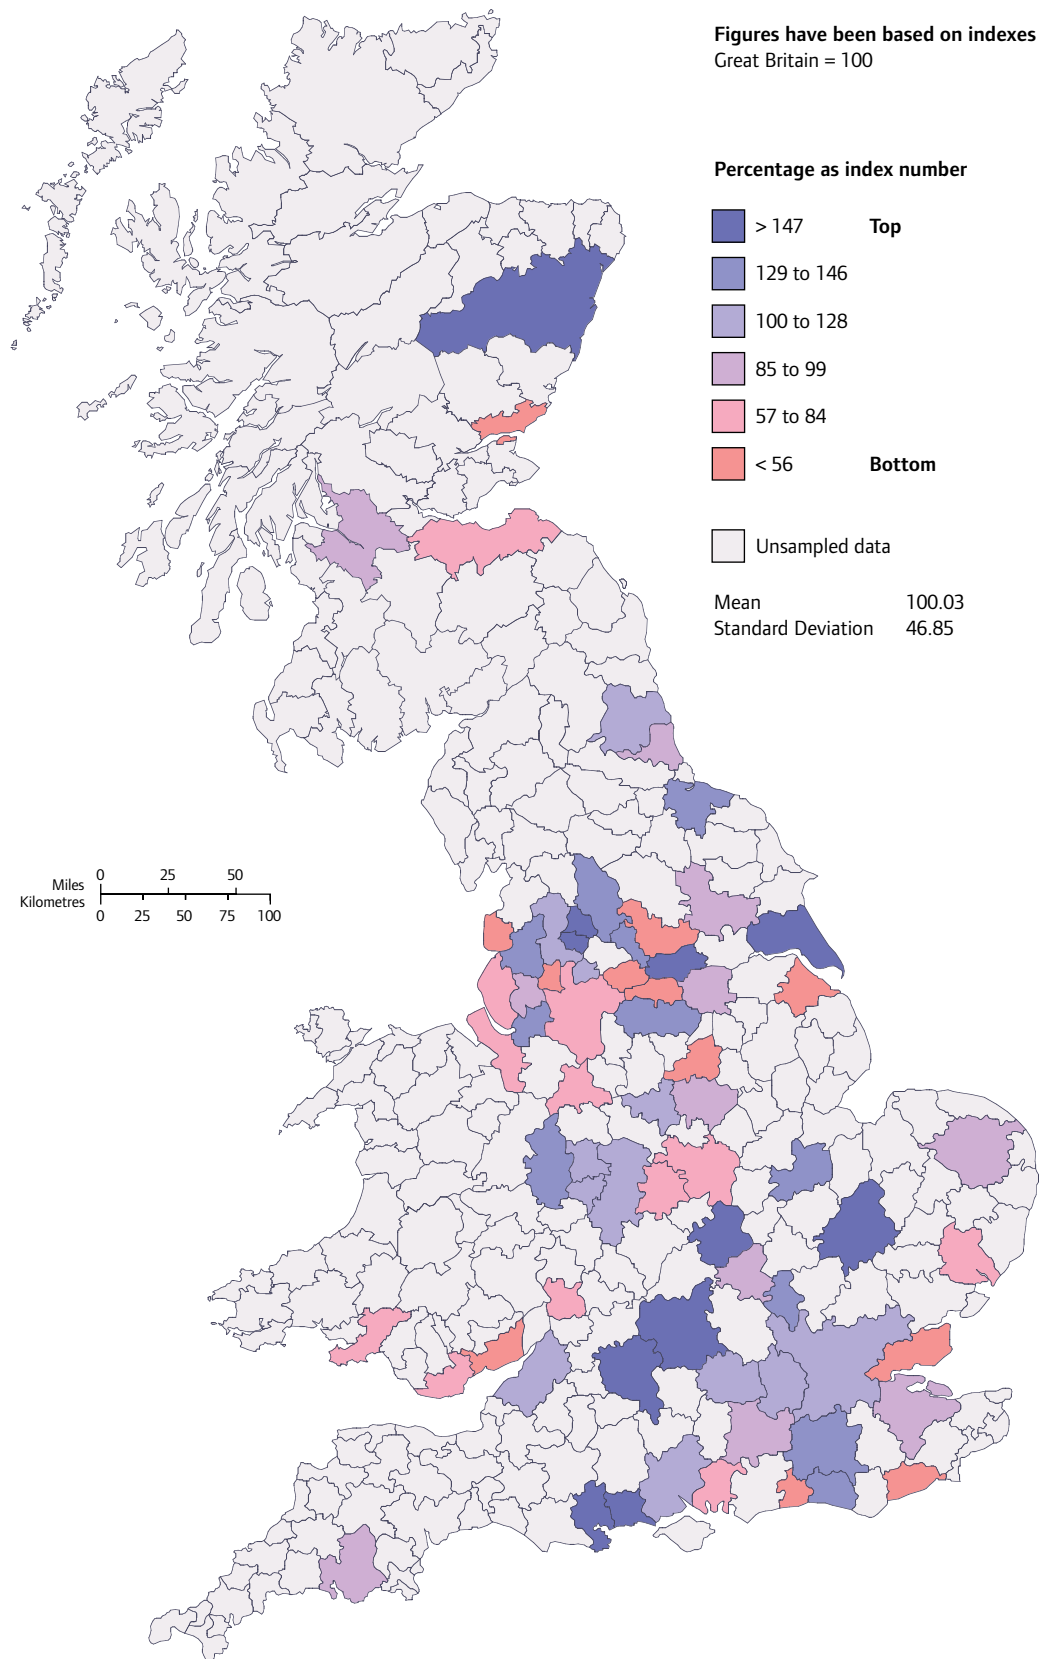 Figures have been based on indexes
Great Britain = 100
Percentage as index number
> 147 Top
129 to 146
100 to 128
85 to 99
57 to 84
< 56 Bottom
Unsampled data
Mean 100.03
Standard Deviation 46.85
Miles 0 25 50
Kilometres 0 25 50 75 100